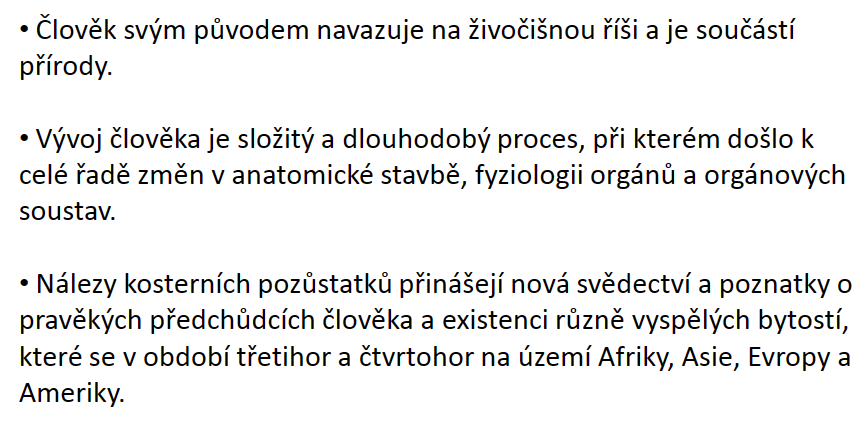 • Člověk svým původem navazuje na živočišnou říši a je součástí
přírody.
• Vývoj člověka je složitý a dlouhodobý proces, při kterém došlo k
celé řadě změn v anatomické stavbě, fyziologii orgánů a orgánových
soustav.
• Nálezy kosterních pozůstatků přinášejí nová svědectví a poznatky o
pravěkých předchůdcích člověka a existenci různě vyspělých bytostí,
které se v období třetihor a čtvrtohor na území Afriky, Asie, Evropy a
Ameriky.